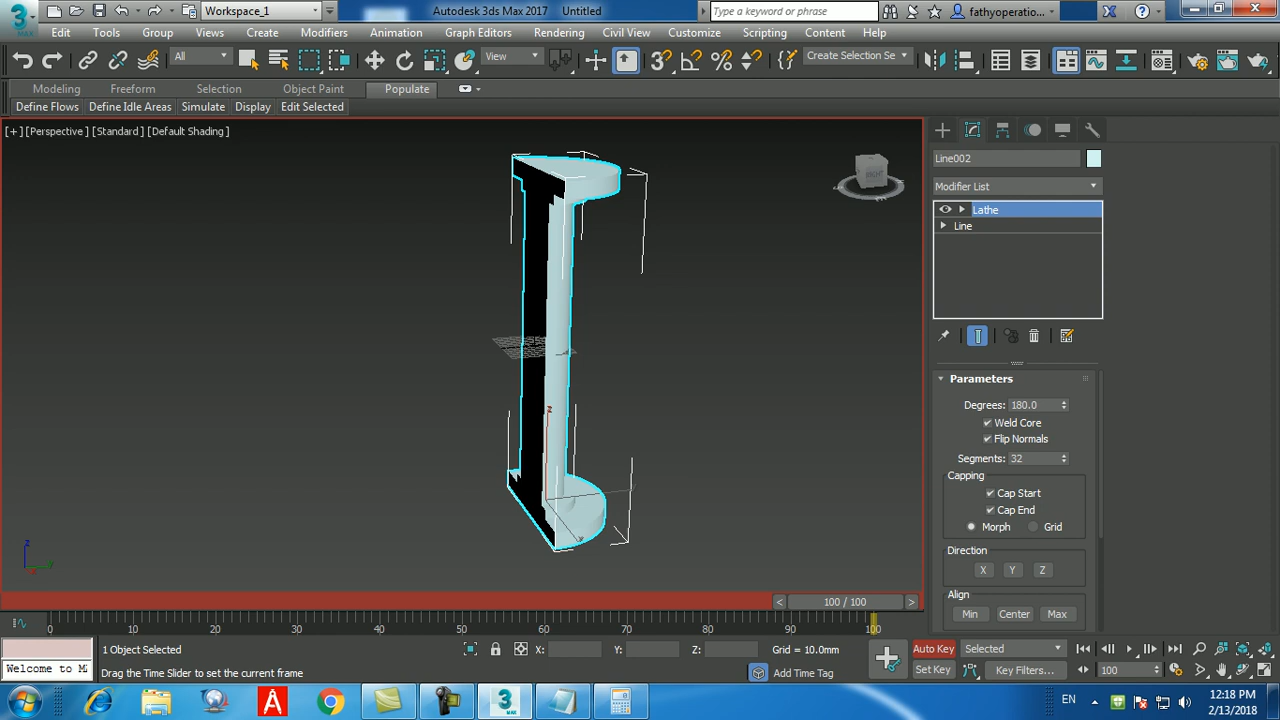 3 MAX Workspace_1 Autodesk 3ds Max 2017 Untitled Type a keyword or phrase fathyoperation...
Edit Tools Group Views Create Modifiers Animation Graph Editors Rendering Civil View Customize Scripting Content Help
All View Create Selection Se
Modeling Freeform Selection Object Paint Populate
Define Flows Define Idle Areas Simulate Display Edit Selected
[+] [Perspective] [Standard] [Default Shading]
Line002
Modifier List
Lathe
Line
Parameters
Degrees: 180.0
Weld Core
Flip Normals
Segments: 32
Capping
Cap Start
Cap End
Morph Grid
Direction
X Y Z
Align
Min Center Max
RIGHT
z
z
x
y
100 / 100
0 10 20 30 40 50 60 70 80 90 100
1 Object Selected X: Y: Z: Grid = 10.0mm Auto Key Selected
Welcome to M Drag the Time Slider to set the current frame Add Time Tag Set Key Key Filters... 100
EN 12:18 PM
2/13/2018